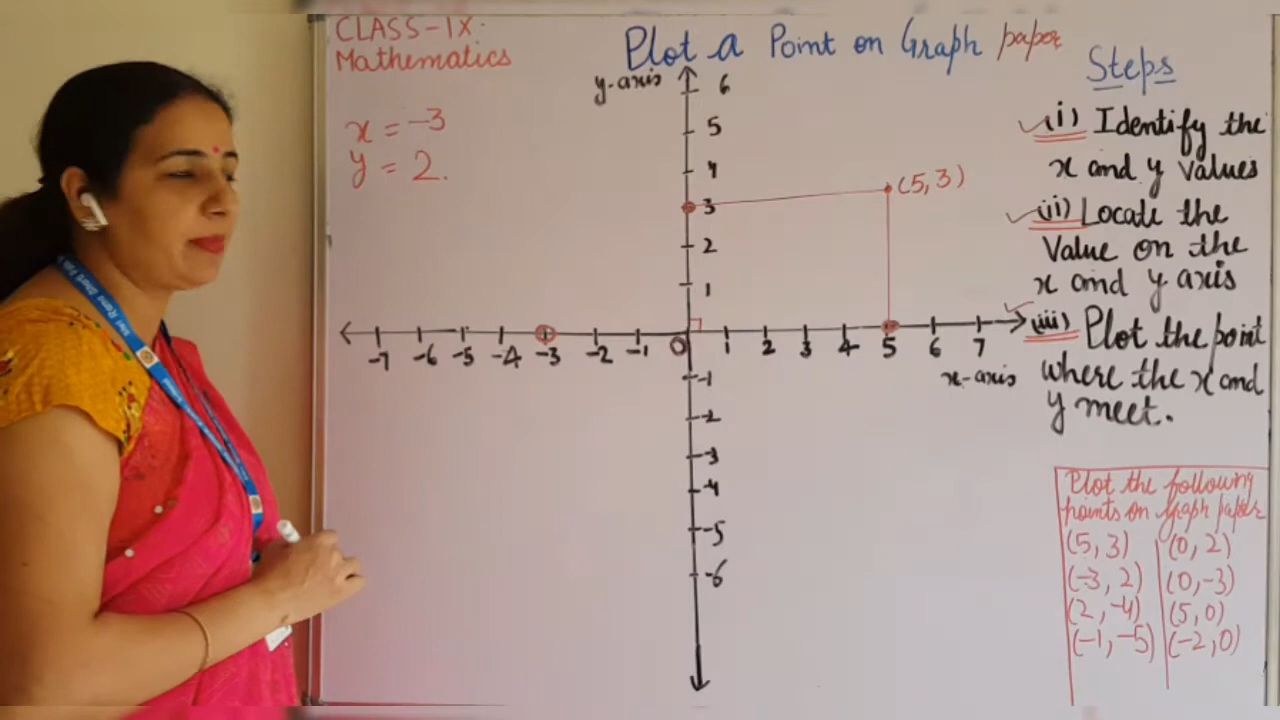 CLASS-IX.
Mathematics
Plot a Point on Graph paper
x = -3
y = 2.
y-axis
6
5
4
3
2
1
(5,3)
-7 -6 -5 -4 -3 -2 -1 0 1 2 3 4 5 6 7
x-axis
-1
-2
-3
-4
-5
-6
Steps
(i) Identify the
x and y values
(ii) Locate the
Value on the
x and y axis
(iii) Plot the point
where the x and
y meet.
Plot the following
points on Graph paper
(5, 3) (0, 2)
(-3, 2) (0, -3)
(2, -4) (5, 0)
(-1, -5) (-2, 0)